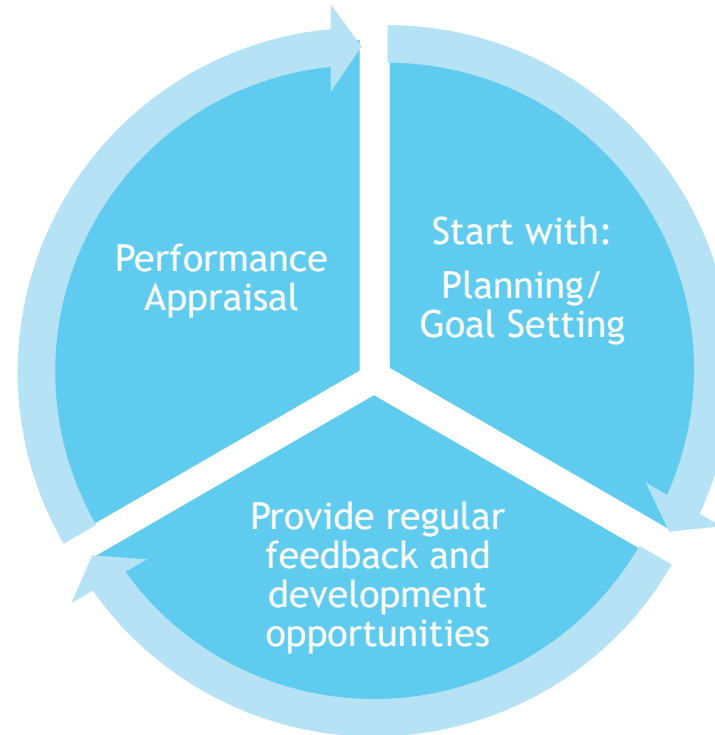 Start with:
Planning/
Goal Setting
Provide regular
feedback and
development
opportunities
Performance
Appraisal